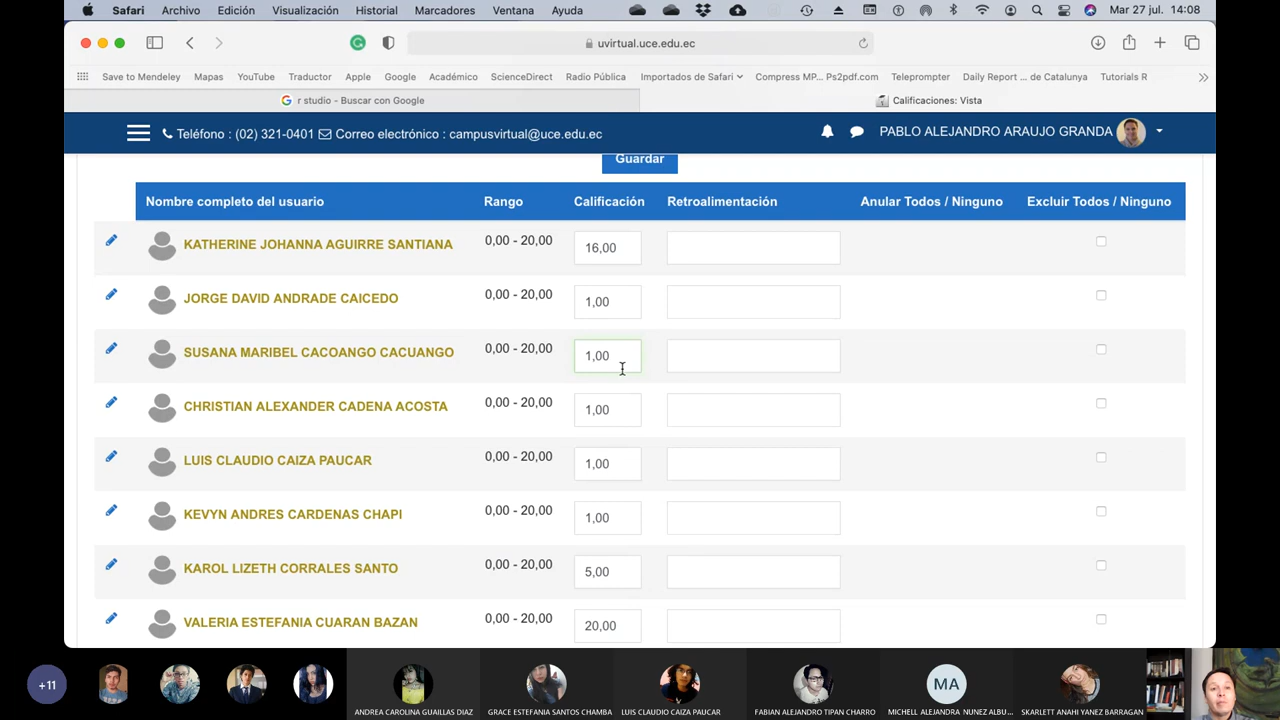 Safari Archivo Edición Visualización Historial Marcadores Ventana Ayuda Mar 27 jul. 14:08
uvirtual.uce.edu.ec
Save to Mendeley Mapas YouTube Traductor Apple Google Académico ScienceDirect Radio Pública Importados de Safari Compress MP... Ps2pdf.com Teleprompter Daily Report ... de Catalunya Tutorials R
r studio - Buscar con Google Calificaciones: Vista
Teléfono : (02) 321-0401 Correo electrónico : campusvirtual@uce.edu.ec PABLO ALEJANDRO ARAUJO GRANDA
Guardar
Nombre completo del usuario Rango Calificación Retroalimentación Anular Todos / Ninguno Excluir Todos / Ninguno
KATHERINE JOHANNA AGUIRRE SANTIANA 0,00 - 20,00 16,00
JORGE DAVID ANDRADE CAICEDO 0,00 - 20,00 1,00
SUSANA MARIBEL CACOANGO CACUANGO 0,00 - 20,00 1,00
CHRISTIAN ALEXANDER CADENA ACOSTA 0,00 - 20,00 1,00
LUIS CLAUDIO CAIZA PAUCAR 0,00 - 20,00 1,00
KEVYN ANDRES CARDENAS CHAPI 0,00 - 20,00 1,00
KAROL LIZETH CORRALES SANTO 0,00 - 20,00 5,00
VALERIA ESTEFANIA CUARAN BAZAN 0,00 - 20,00 20,00
+11 MA
ANDREA CAROLINA GUAILLAS DIAZ GRACE ESTEFANIA SANTOS CHAMBA LUIS CLAUDIO CAIZA PAUCAR FABIAN ALEJANDRO TIPAN CHARRO MICHELL ALEJANDRA NUNEZ ALBU... SKARLETT ANAHI YANEZ BARRAGAN